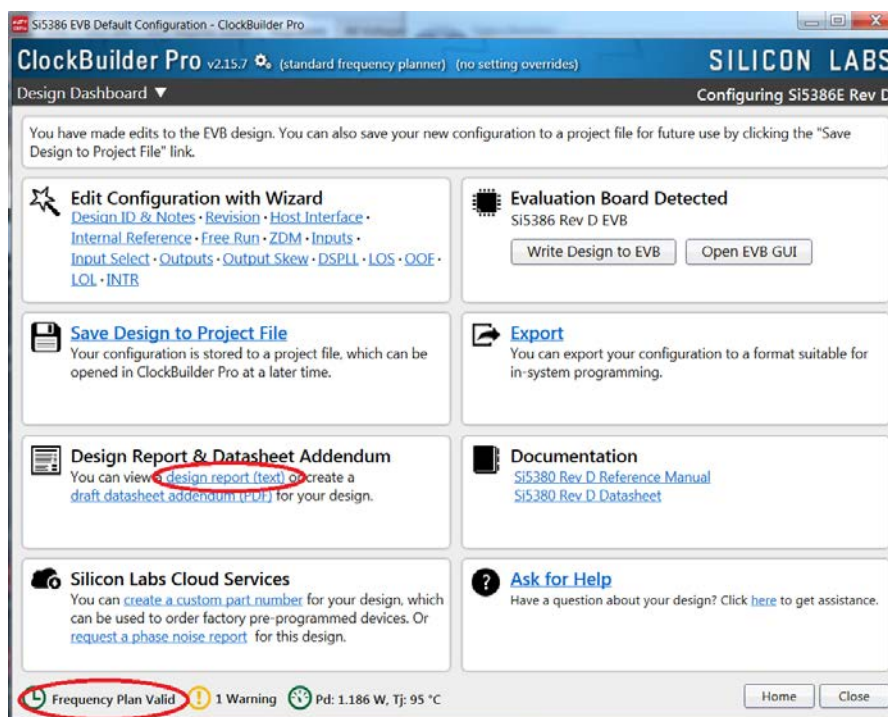 Si5386 EVB Default Configuration - ClockBuilder Pro
ClockBuilder Pro v2.15.7 (standard frequency planner) (no setting overrides)
SILICON LABS
Design Dashboard ▼
Configuring Si5386E Rev D
You have made edits to the EVB design. You can also save your new configuration to a project file for future use by clicking the "Save
Design to Project File" link.
Edit Configuration with Wizard
Design ID & Notes · Revision · Host Interface ·
Internal Reference · Free Run · ZDM · Inputs ·
Input Select · Outputs · Output Skew · DSPLL · LOS · OOF ·
LOL · INTR
Evaluation Board Detected
Si5386 Rev D EVB
Write Design to EVB
Open EVB GUI
Save Design to Project File
Your configuration is stored to a project file, which can be
opened in ClockBuilder Pro at a later time.
Export
You can export your configuration to a format suitable for
in-system programming.
Design Report & Datasheet Addendum
You can view a design report (text) or create a
draft datasheet addendum (PDF) for your design.
Documentation
Si5380 Rev D Reference Manual
Si5380 Rev D Datasheet
Silicon Labs Cloud Services
You can create a custom part number for your design, which
can be used to order factory pre-programmed devices. Or
request a phase noise report for this design.
Ask for Help
Have a question about your design? Click here to get assistance.
Frequency Plan Valid
1 Warning
Pd: 1.186 W, Tj: 95 °C
Home
Close